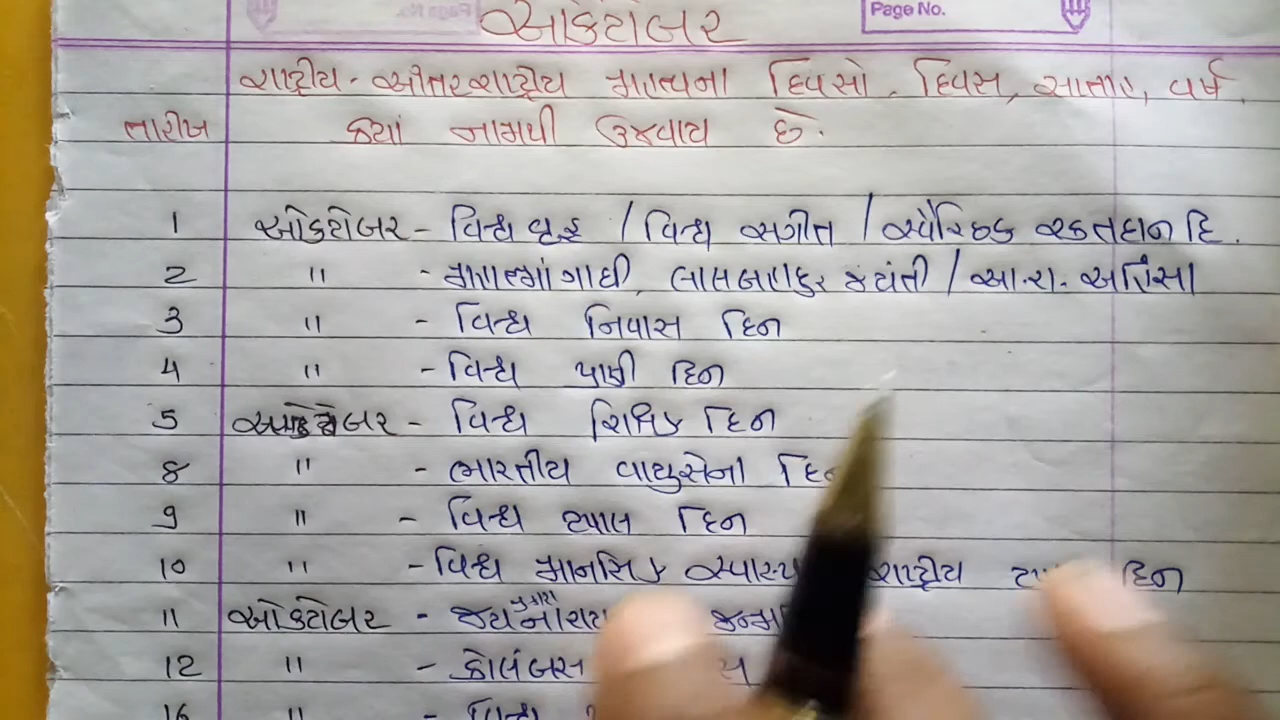 Page No.
ઓક્ટોબર
રાષ્ટ્રીય - આંતરરાષ્ટ્રીય મહત્વના દિવસો, દિવસ, સપ્તાહ, વર્ષ
તારીખ ક્યાં નામથી ઉજવાય છે.
1 ઓક્ટોબર - વિશ્વ વૃદ્ધ / વિશ્વ સંગીત / સ્વૈચ્છિક રક્તદાન દિ.
2 " - મહાત્મા ગાંધી, લાલબહાદુર જયંતી / આં.રા. અહિંસા
3 " - વિશ્વ નિવાસ દિન
4 " - વિશ્વ પ્રાણી દિન
5 ઓક્ટોબર - વિશ્વ શિક્ષક દિન
8 " - ભારતીય વાયુસેના
9 " - વિશ્વ ટપાલ દિન
10 " - વિશ્વ માનસિક રાષ્ટ્રીય દિન
11 ઓક્ટોબર -
12 " - કોલંબસ
16 " - વિશ્વ